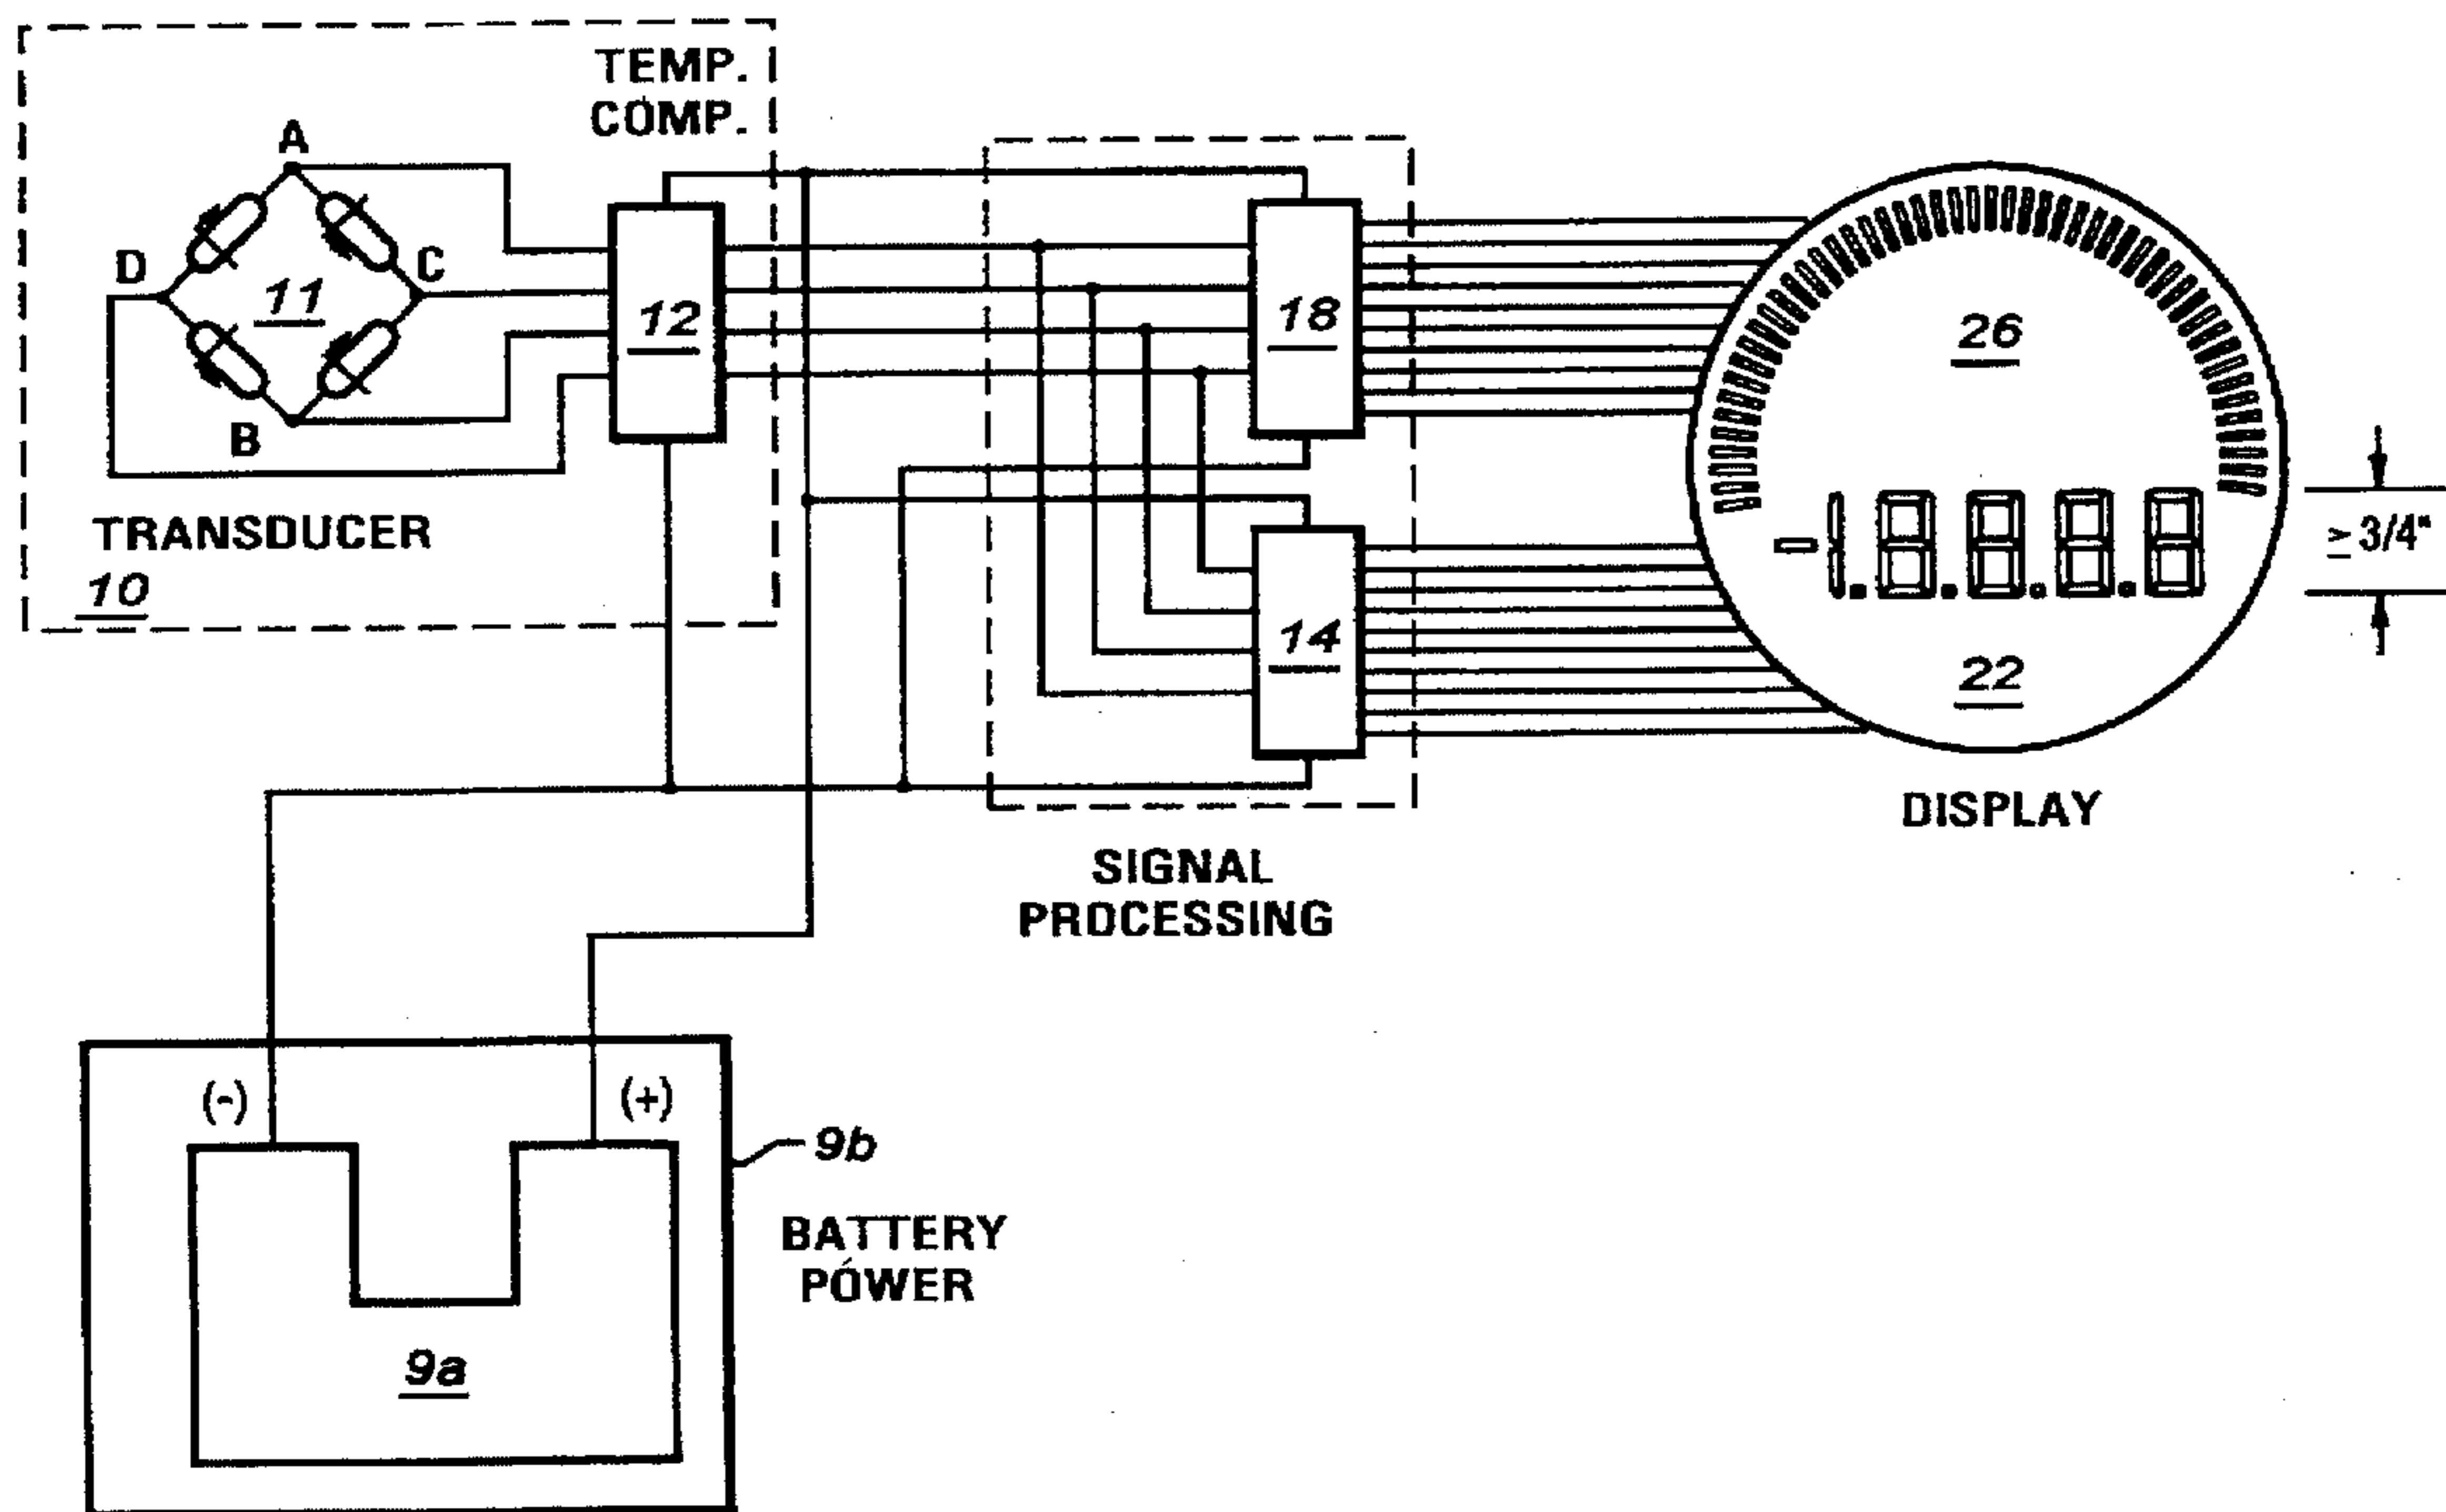 TEMP.
COMP.
A
D
11
C
B
12
TRANSDUCER
10
18
14
SIGNAL
PROCESSING
26
-1.8.8.8.8
≥ 3/4"
22
DISPLAY
(-)
(+)
9b
BATTERY
POWER
9a